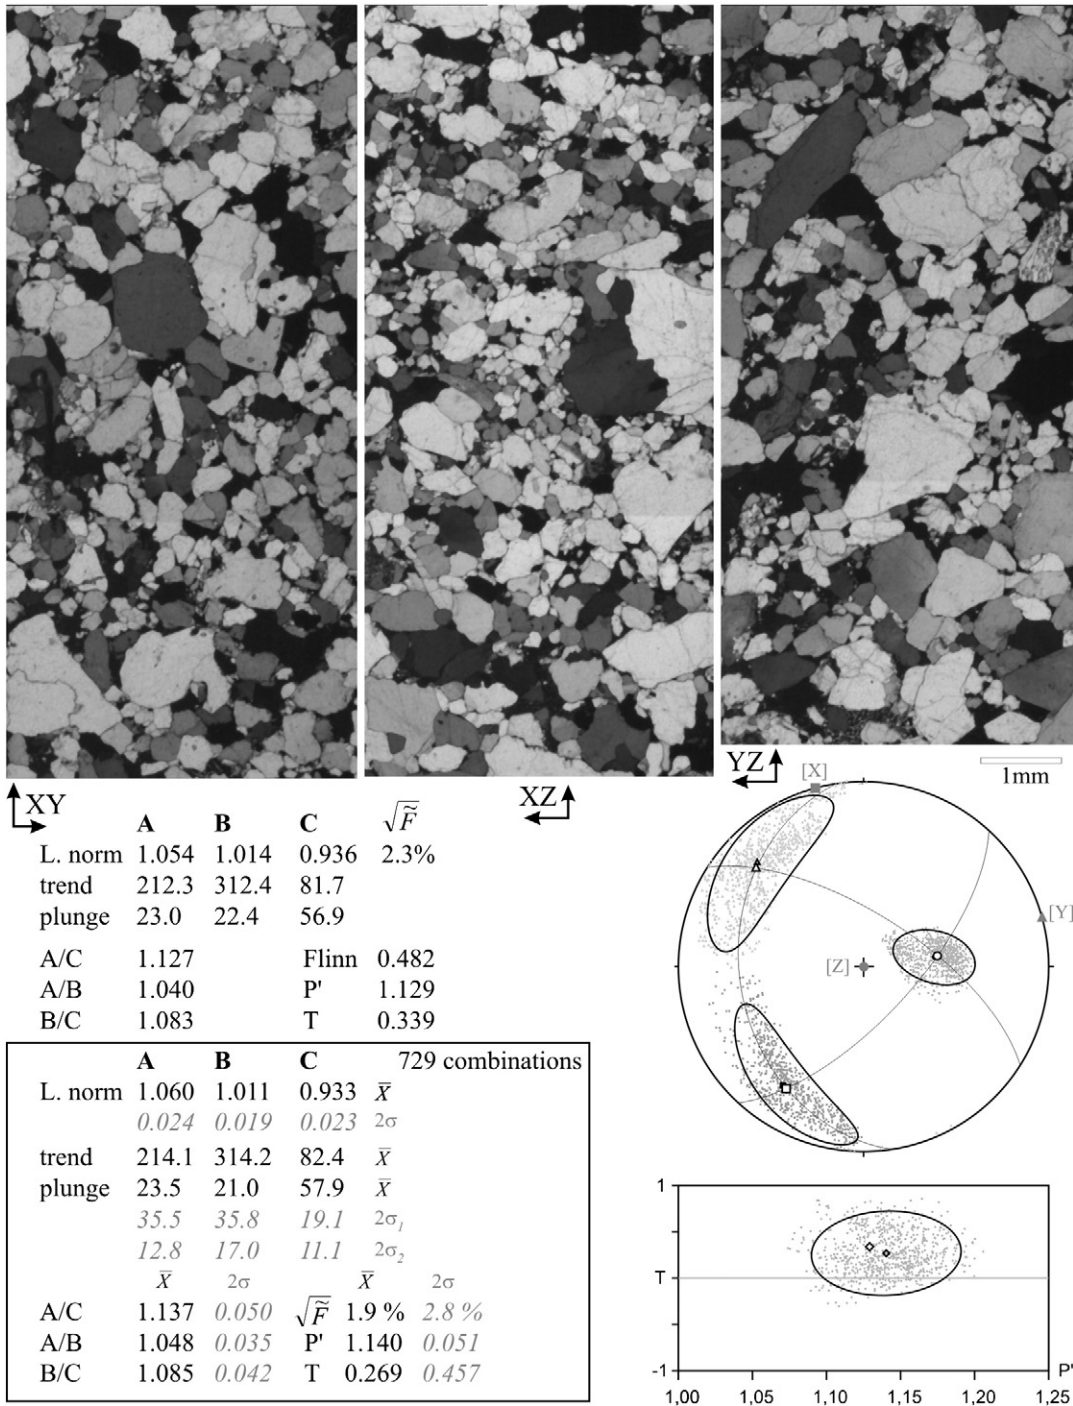 XY
XZ
YZ
1mm
A B C √F̃
L. norm 1.054 1.014 0.936 2.3%
trend 212.3 312.4 81.7
plunge 23.0 22.4 56.9
A/C 1.127 Flinn 0.482
A/B 1.040 P' 1.129
B/C 1.083 T 0.339
A B C 729 combinations
L. norm 1.060 1.011 0.933 X̅
0.024 0.019 0.023 2σ
trend 214.1 314.2 82.4 X̅
plunge 23.5 21.0 57.9 X̅
35.5 35.8 19.1 2σ₁
12.8 17.0 11.1 2σ₂
X̅ 2σ X̅ 2σ
A/C 1.137 0.050 √F̃ 1.9 % 2.8 %
A/B 1.048 0.035 P' 1.140 0.051
B/C 1.085 0.042 T 0.269 0.457
[X]
[Y]
[Z]
1
T
-1
P'
1,00 1,05 1,10 1,15 1,20 1,25